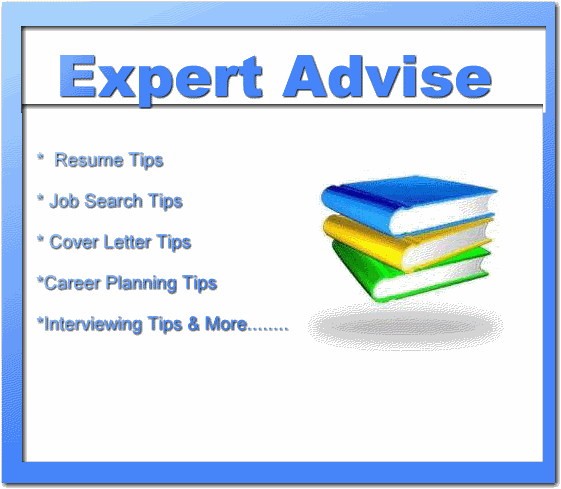 Expert Advise
* Resume Tips
* Job Search Tips
* Cover Letter Tips
*Career Planning Tips
*Interviewing Tips & More........